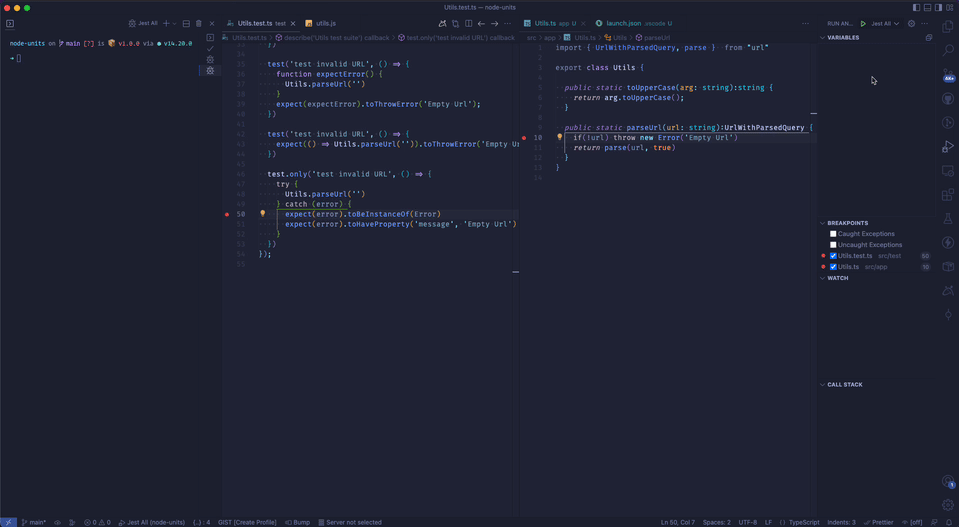 Utils.test.ts — node-units
Jest All
Utils.test.ts test
utils.js
Utils.ts app U
launch.json .vscode U
RUN AN...
Jest All
node-units on main [?] is v1.0.0 via v14.20.0
Utils.test.ts > describe('Utils test suite') callback > test.only('test invalid URL') callback
33 })
34
35 test('test invalid URL', () => {
36 function expectError() {
37 Utils.parseUrl('')
38 }
39 expect(expectError).toThrowError('Empty Url');
40 })
41
42 test('test invalid URL', () => {
43 expect(() => Utils.parseUrl('')).toThrowError('Empty
44 })
45
46 test.only('test invalid URL', () => {
47 try {
48 Utils.parseUrl('')
49 } catch (error) {
50 expect(error).toBeInstanceOf(Error)
51 expect(error).toHaveProperty('message', 'Empty Url')
52 }
53 })
54 });
55
src > app > Utils.ts > Utils > parseUrl
1 import { UrlWithParsedQuery, parse } from "url"
2
3 export class Utils {
4
5 public static toUpperCase(arg: string):string {
6 return arg.toUpperCase();
7 }
8
9 public static parseUrl(url: string):UrlWithParsedQuery {
10 if(!url) throw new Error('Empty Url')
11 return parse(url, true)
12 }
13 }
14
VARIABLES
BREAKPOINTS
Caught Exceptions
Uncaught Exceptions
Utils.test.ts src/test 50
Utils.ts src/app 10
WATCH
CALL STACK
4K+
1
main*
0 0
Jest All (node-units)
{..} : 4
GIST [Create Profile]
Bump
Server not selected
Ln 50, Col 7
Spaces: 2
UTF-8
LF
{} TypeScript
Indents: 3
Prettier
[off]